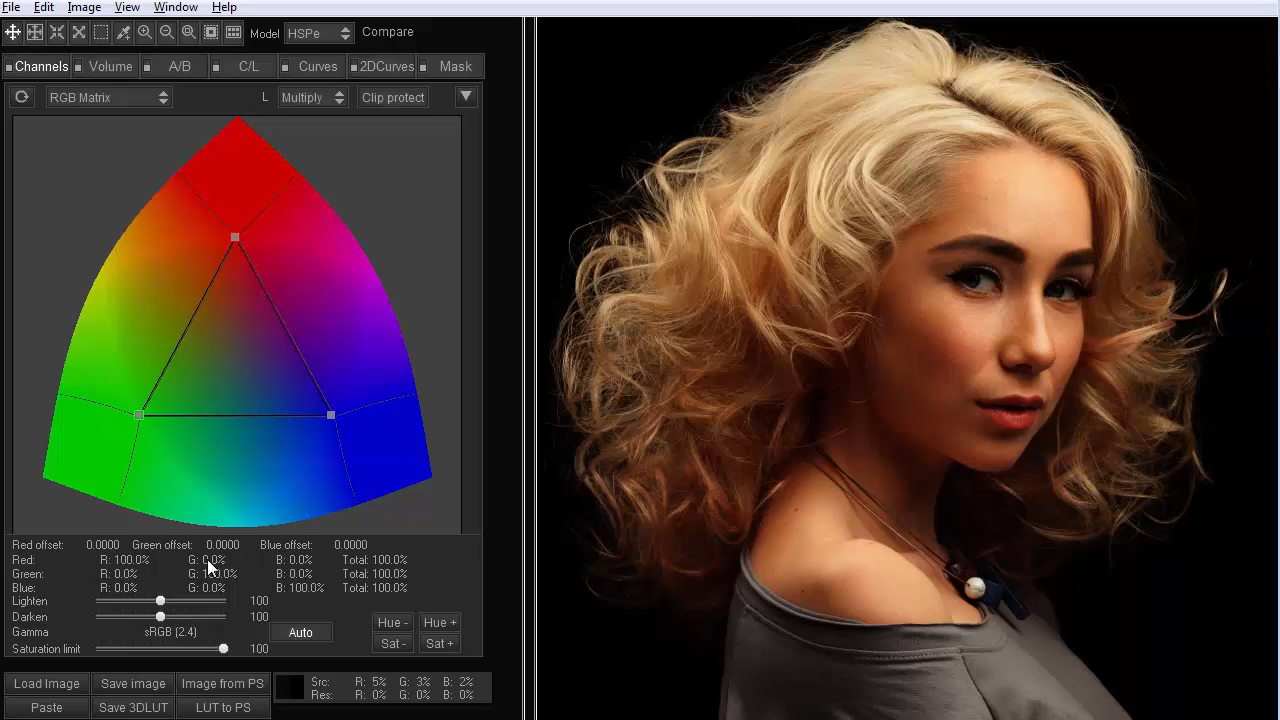 File Edit Image View Window Help
Model HSPe Compare
Channels Volume A/B C/L Curves 2DCurves Mask
RGB Matrix L Multiply Clip protect
Red offset: 0.0000 Green offset: 0.0000 Blue offset: 0.0000
Red: R: 100.0% G: 0.0% B: 0.0% Total: 100.0%
Green: R: 0.0% G: B: 0.0% Total: 100.0%
Blue: R: 0.0% G: 0.0% B: 100.0% Total: 100.0%
Lighten 100
Darken 100
Gamma sRGB (2.4) Auto
Hue - Hue +
Sat - Sat +
Saturation limit 100
Load Image Save image Image from PS
Src: R: 5% G: 3% B: 2%
Res: R: 0% G: 0% B: 0%
Paste Save 3DLUT LUT to PS